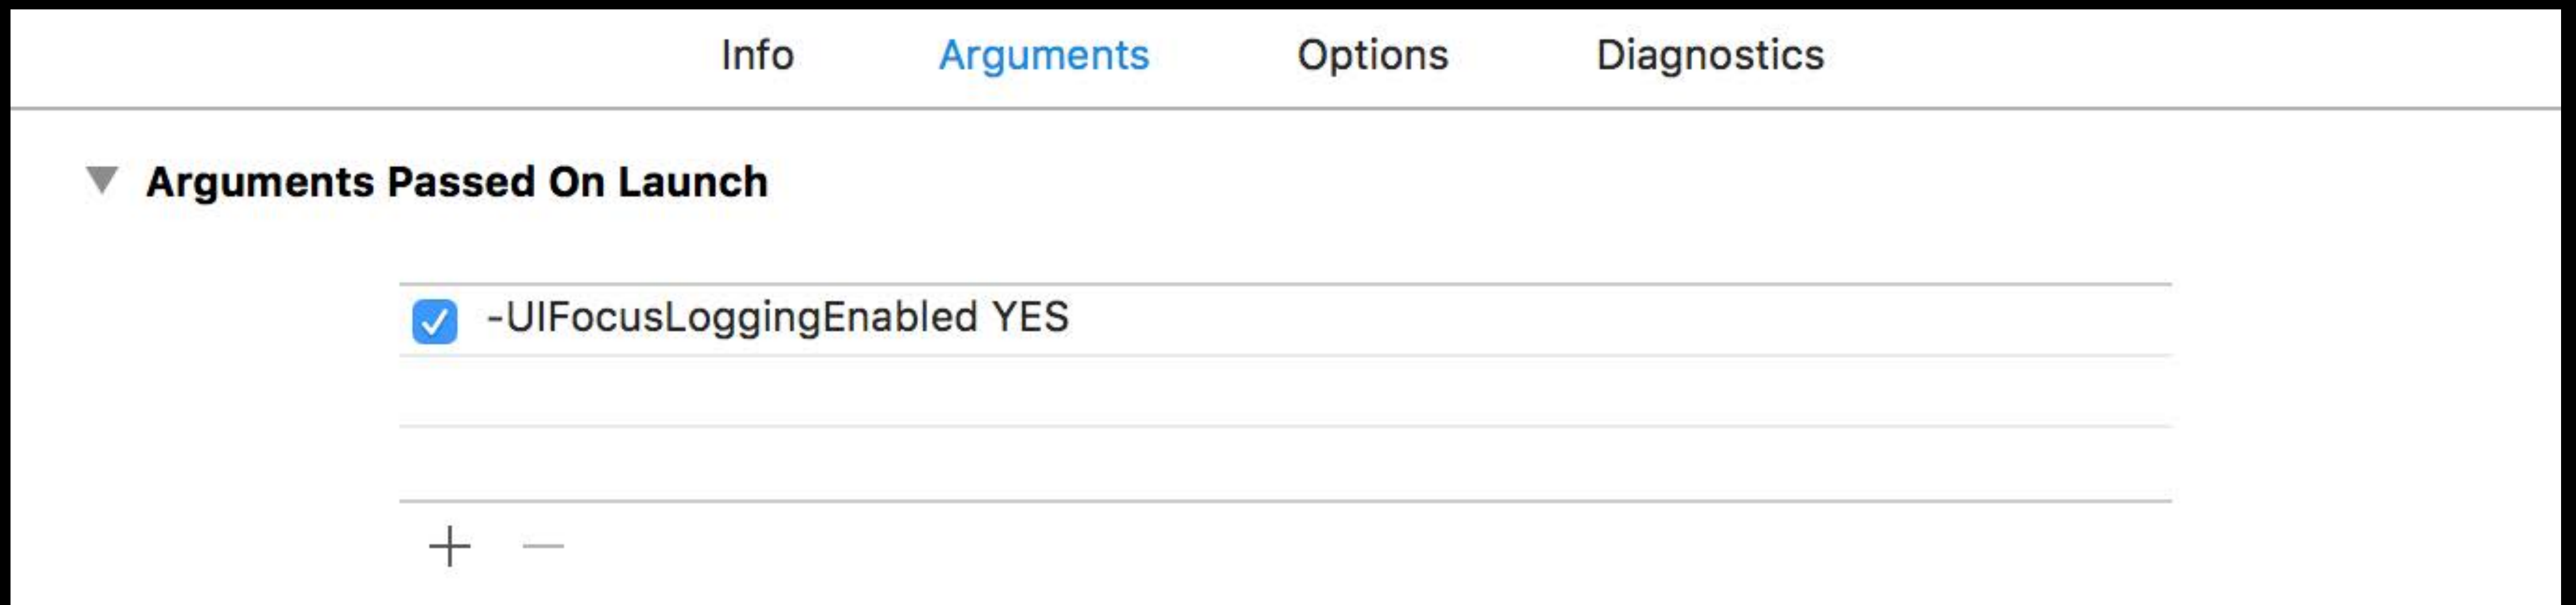 Info Arguments Options Diagnostics
Arguments Passed On Launch
-UIFocusLoggingEnabled YES